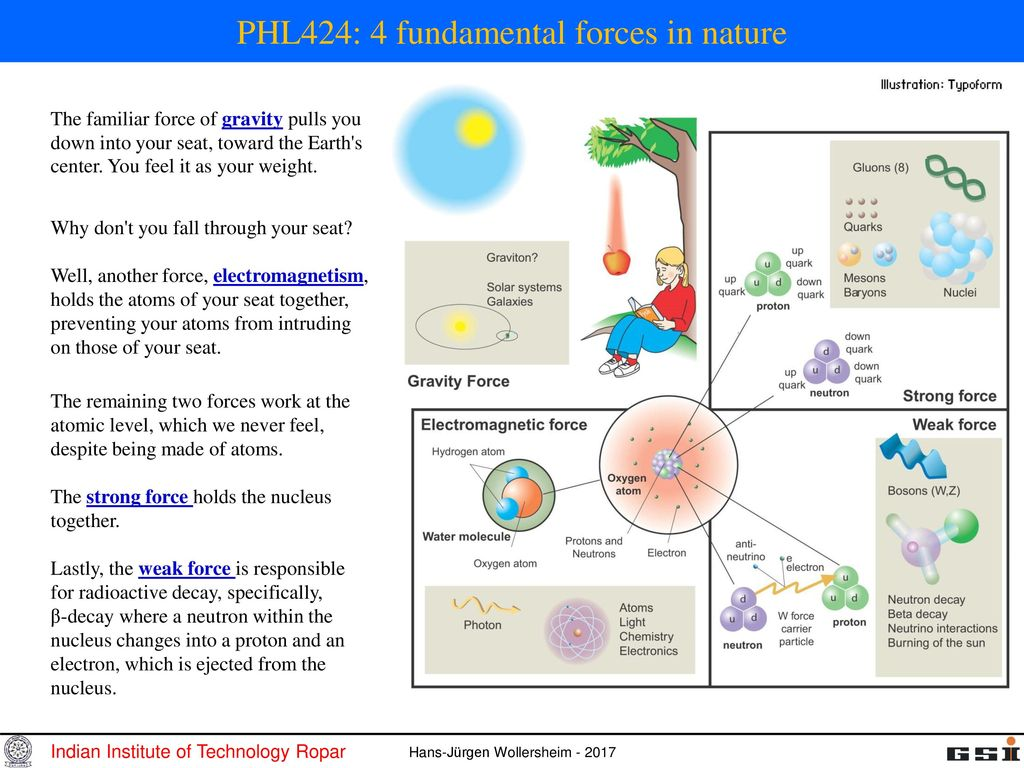 PHL424: 4 fundamental forces in nature
Illustration: Typoform
The familiar force of gravity pulls you
down into your seat, toward the Earth's
center. You feel it as your weight.
Why don't you fall through your seat?
Well, another force, electromagnetism,
holds the atoms of your seat together,
preventing your atoms from intruding
on those of your seat.
The remaining two forces work at the
atomic level, which we never feel,
despite being made of atoms.
The strong force holds the nucleus
together.
Lastly, the weak force is responsible
for radioactive decay, specifically,
β-decay where a neutron within the
nucleus changes into a proton and an
electron, which is ejected from the
nucleus.
Graviton?
Solar systems
Galaxies
Gravity Force
Gluons (8)
Quarks
Mesons
Baryons
Nuclei
up
quark
up
quark
u
u
d
down
quark
proton
down
quark
d
u
d
up
quark
down
quark
neutron
Strong force
Electromagnetic force
Hydrogen atom
Water molecule
Oxygen atom
Oxygen
atom
Protons and
Neutrons
Electron
Photon
Atoms
Light
Chemistry
Electronics
Weak force
Bosons (W,Z)
anti-
neutrino
e
electron
d
u
d
neutron
W force
carrier
particle
u
u
d
proton
Neutron decay
Beta decay
Neutrino interactions
Burning of the sun
Indian Institute of Technology Ropar
Hans-Jürgen Wollersheim - 2017
GSI